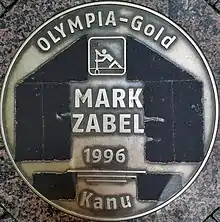 OLYMPIA-Gold
MARK
ZABEL
1996
Kanu